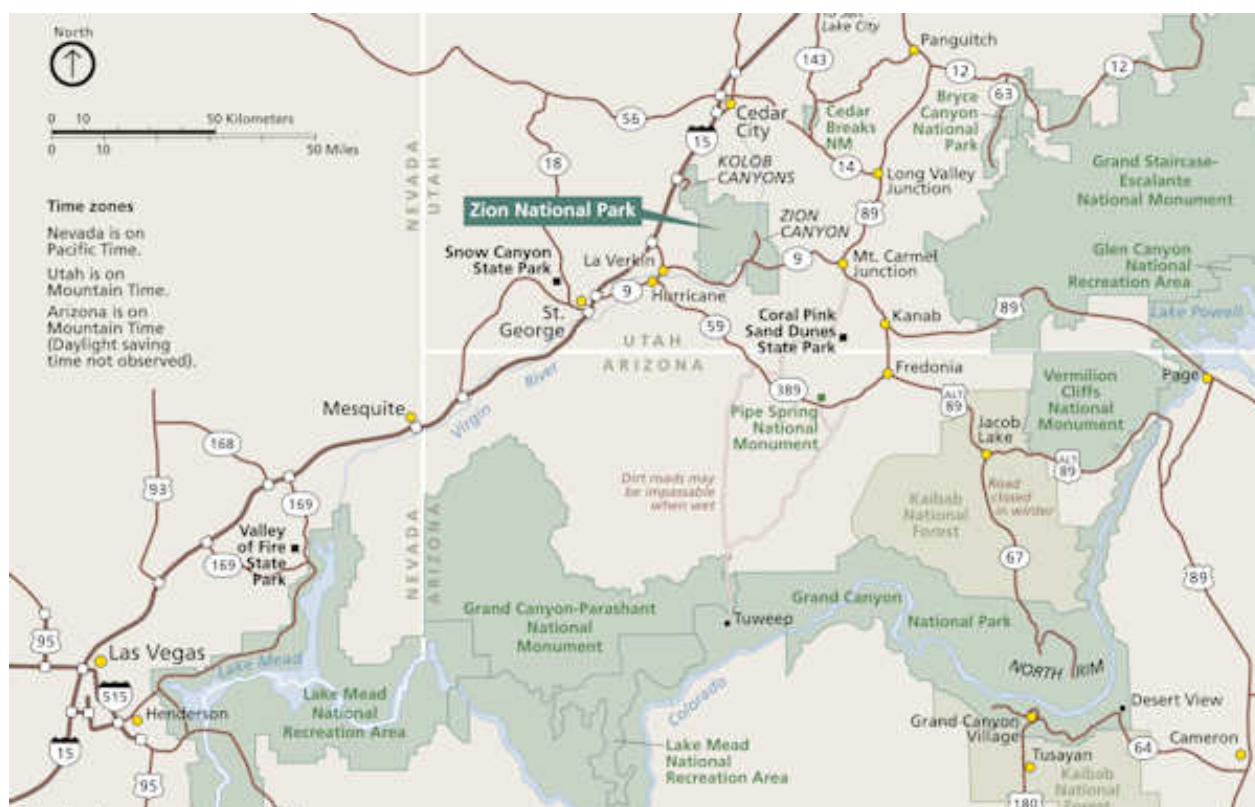 North
0 10 50 Kilometers
0 10 50 Miles
Time zones
Nevada is on
Pacific Time.
Utah is on
Mountain Time.
Arizona is on
Mountain Time
(Daylight saving
time not observed).
Lake City
Panguitch
143
12
12
63
56
Cedar
City
Cedar
Breaks
NM
Bryce
Canyon
National
Park
15
18
KOLOB
CANYONS
14
Long Valley
Junction
Grand Staircase-
Escalante
National Monument
NEVADA
UTAH
Zion National Park
ZION
CANYON
89
Snow Canyon
State Park
La Verkin
9
Mt. Carmel
Junction
Glen Canyon
National
Recreation Area
St.
George
9
Hurricane
59
Coral Pink
Sand Dunes
State Park
Kanab
89
Lake Powell
UTAH
ARIZONA
Fredonia
Vermilion
Cliffs
National
Monument
Page
Mesquite
Virgin
River
389
Pipe Spring
National
Monument
ALT
89
Jacob
Lake
ALT
89
168
93
169
Dirt roads may
be impassable
when wet
Road
closed
in winter
Kaibab
National
Forest
Valley
of Fire
State
Park
169
NEVADA
ARIZONA
67
89
Grand Canyon-Parashant
National
Monument
Tuweep
Grand Canyon
National Park
95
Las Vegas
Lake Mead
NORTH RIM
515
Henderson
Lake Mead
National
Recreation Area
Colorado
Desert View
Grand Canyon
Village
64
Cameron
15
95
Lake Mead
National
Recreation Area
Tusayan
Kaibab
National
Forest
180